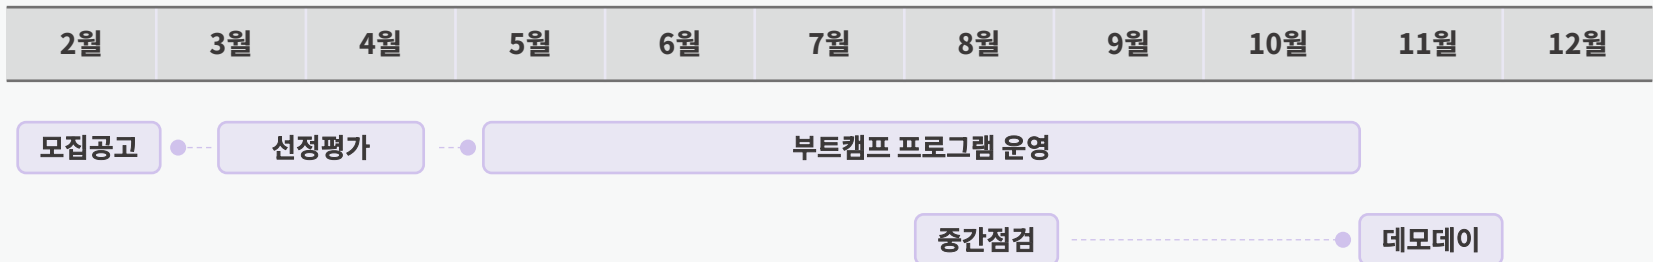 2월 3월 4월 5월 6월 7월 8월 9월 10월 11월 12월
모집공고 선정평가 부트캠프 프로그램 운영
중간점검 데모데이